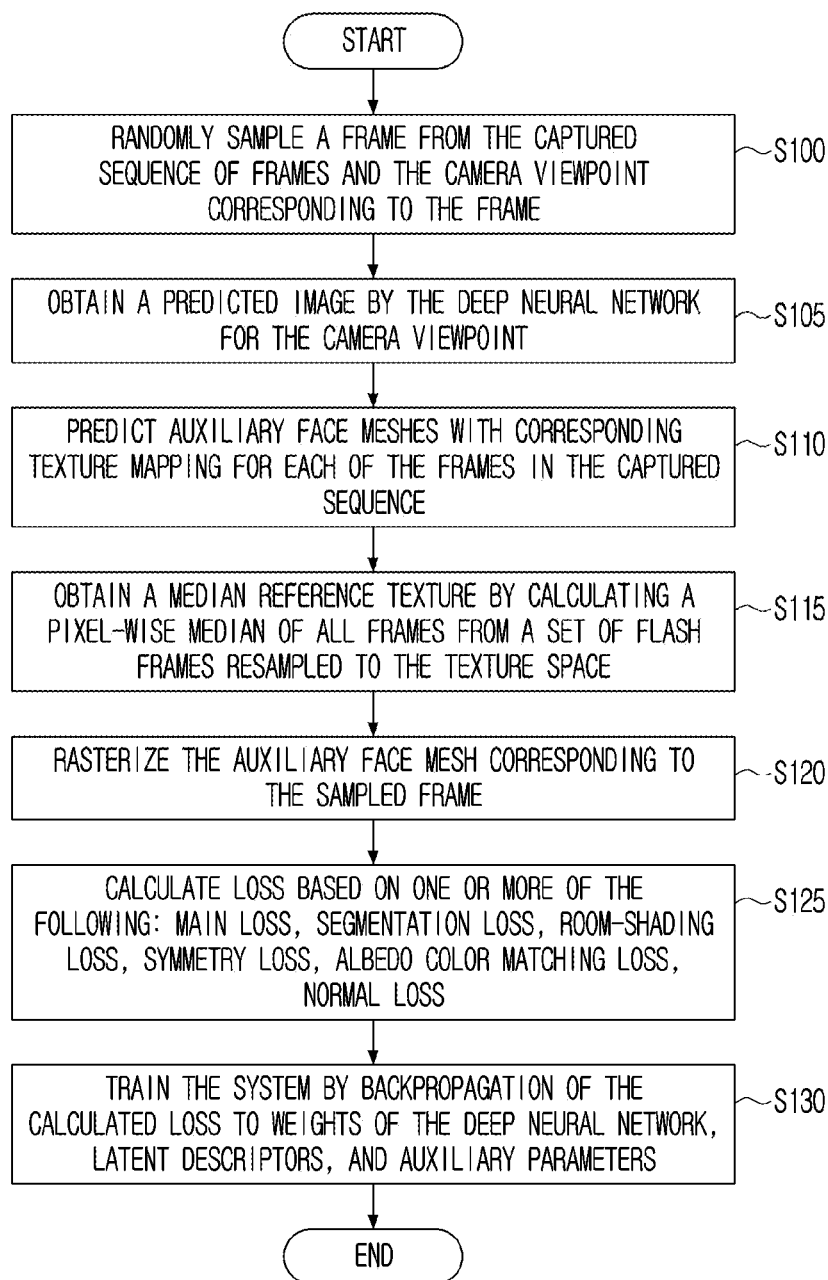 START
RANDOMLY SAMPLE A FRAME FROM THE CAPTURED
SEQUENCE OF FRAMES AND THE CAMERA VIEWPOINT
CORRESPONDING TO THE FRAME
S100
OBTAIN A PREDICTED IMAGE BY THE DEEP NEURAL NETWORK
FOR THE CAMERA VIEWPOINT
S105
PREDICT AUXILIARY FACE MESHES WITH CORRESPONDING
TEXTURE MAPPING FOR EACH OF THE FRAMES IN THE CAPTURED
SEQUENCE
S110
OBTAIN A MEDIAN REFERENCE TEXTURE BY CALCULATING A
PIXEL-WISE MEDIAN OF ALL FRAMES FROM A SET OF FLASH
FRAMES RESAMPLED TO THE TEXTURE SPACE
S115
RASTERIZE THE AUXILIARY FACE MESH CORRESPONDING TO
THE SAMPLED FRAME
S120
CALCULATE LOSS BASED ON ONE OR MORE OF THE
FOLLOWING: MAIN LOSS, SEGMENTATION LOSS, ROOM-SHADING
LOSS, SYMMETRY LOSS, ALBEDO COLOR MATCHING LOSS,
NORMAL LOSS
S125
TRAIN THE SYSTEM BY BACKPROPAGATION OF THE
CALCULATED LOSS TO WEIGHTS OF THE DEEP NEURAL NETWORK,
LATENT DESCRIPTORS, AND AUXILIARY PARAMETERS
S130
END